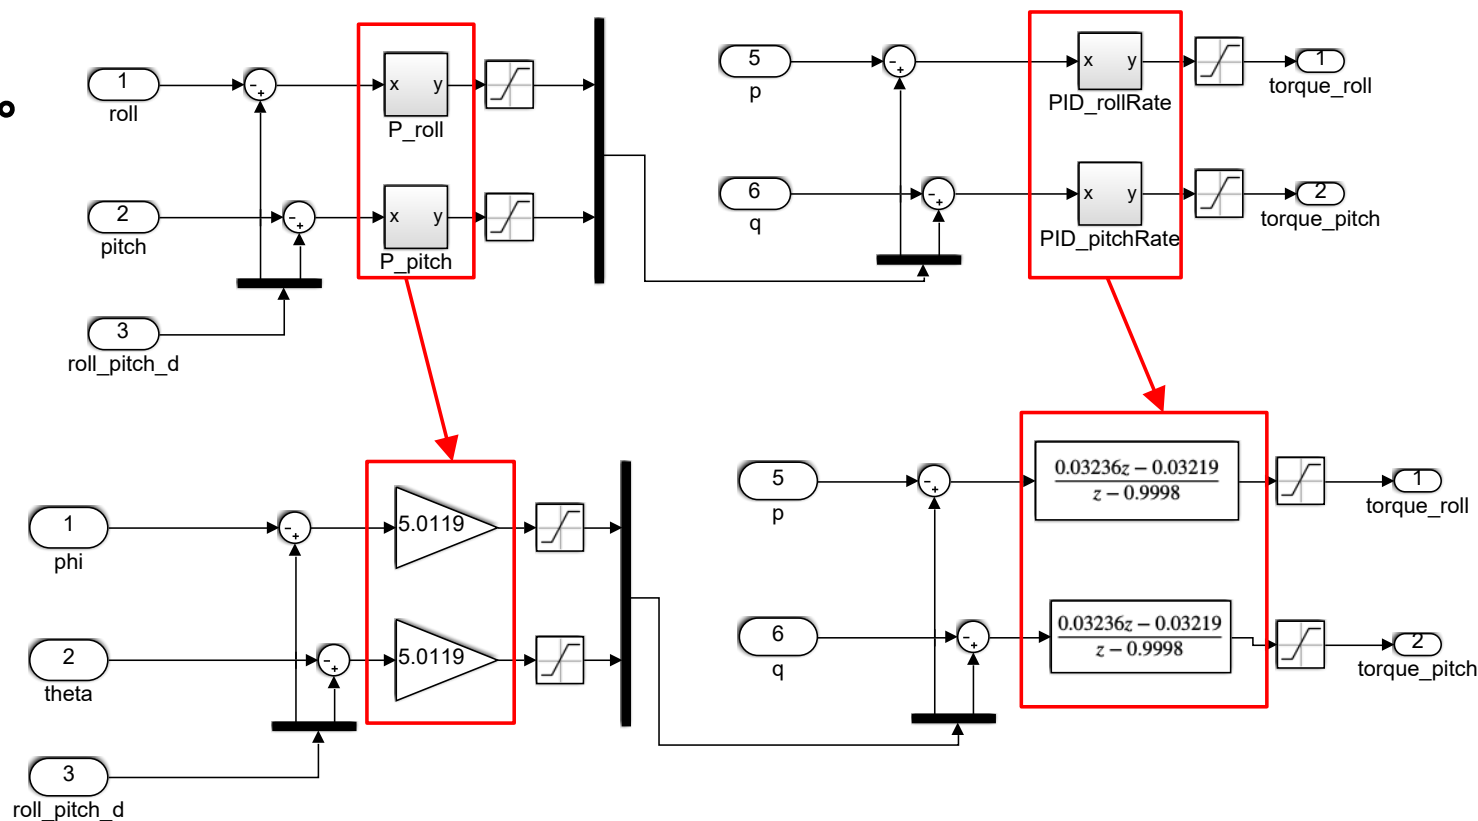 1
roll
2
pitch
3
roll_pitch_d
- +
- +
x y
P_roll
x y
P_pitch
5
p
6
q
- +
- +
x y
PID_rollRate
x y
PID_pitchRate
1
torque_roll
2
torque_pitch
1
phi
2
theta
3
roll_pitch_d
- +
- +
5.0119
5.0119
5
p
6
q
- +
- +
0.03236z − 0.03219
z − 0.9998
0.03236z − 0.03219
z − 0.9998
1
torque_roll
2
torque_pitch